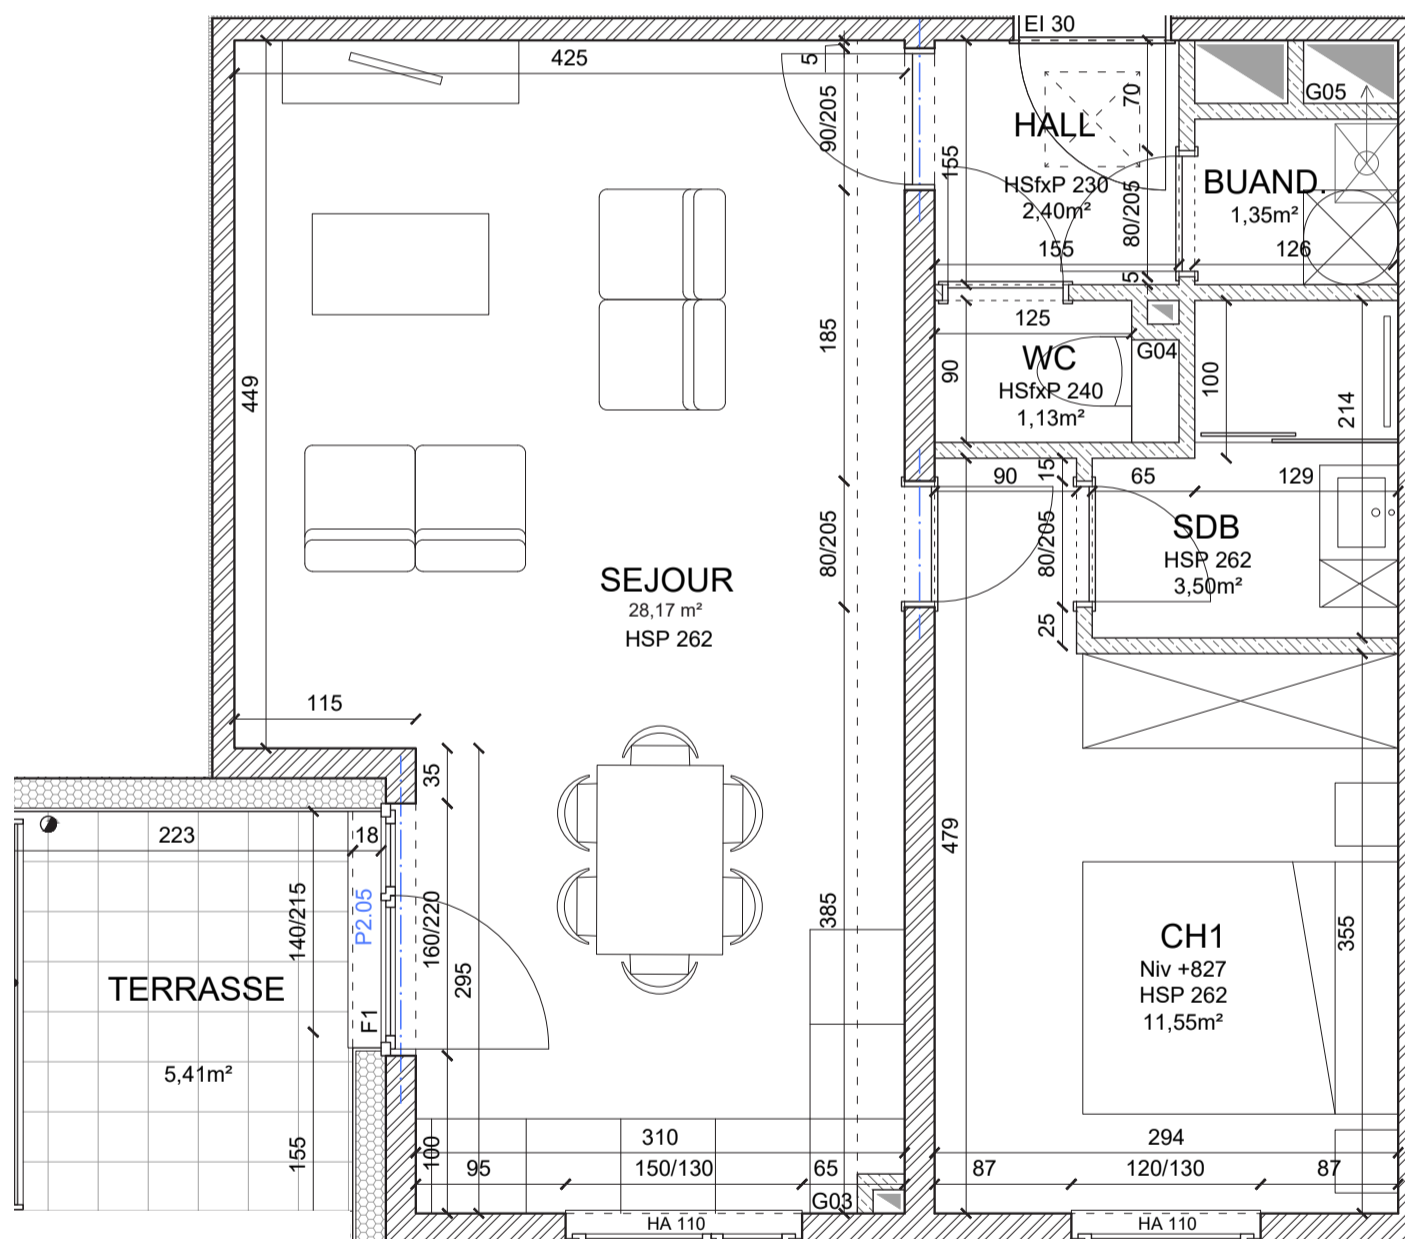 EI 30
425
5
90/205
HALL
HSfxP 230
2,40m²
155
70
80/205
155
5
G05
BUAND.
1,35m²
126
449
185
125
WC
HSfxP 240
1,13m²
G04
90
100
214
90
15
65
129
80/205
80/205
25
SDB
HSP 262
3,50m²
SEJOUR
28,17 m²
HSP 262
115
35
223
18
140/215
P2.05
160/220
295
F1
TERRASSE
5,41m²
155
385
479
CH1
Niv +827
HSP 262
11,55m²
355
100
310
95
150/130
65
G03
HA 110
294
87
120/130
87
HA 110